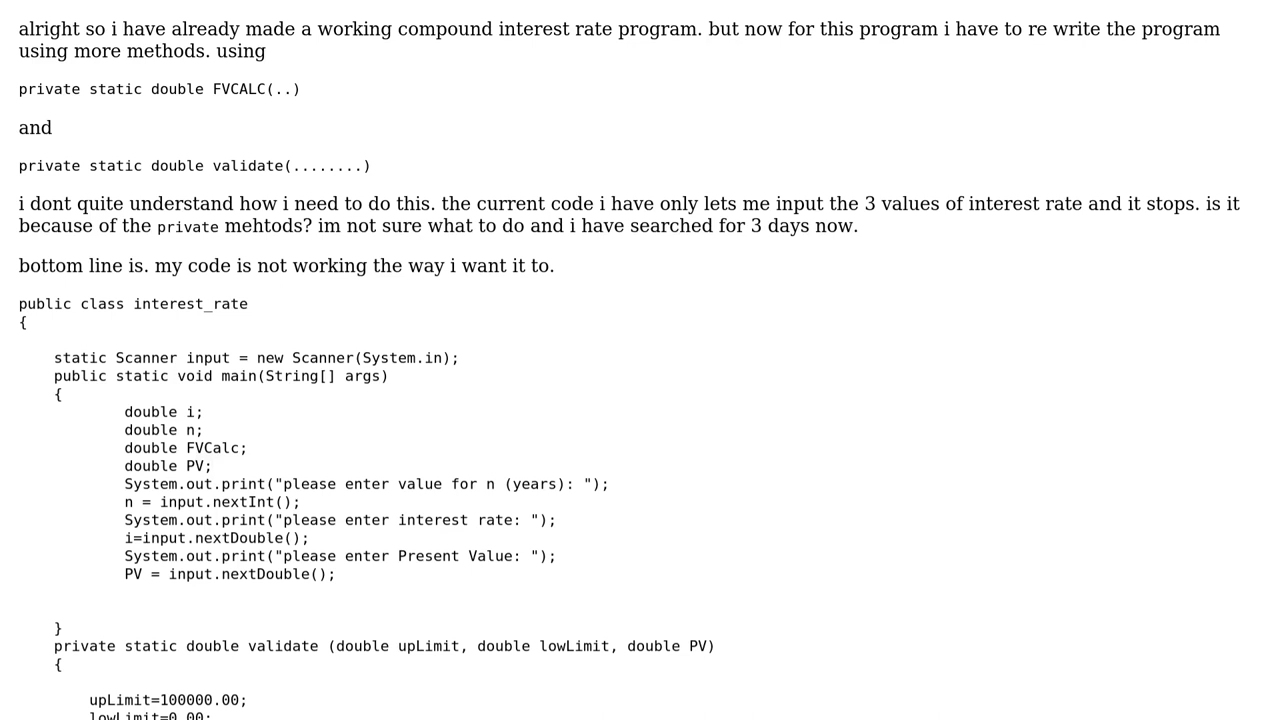 alright so i have already made a working compound interest rate program. but now for this program i have to re write the program
using more methods. using
private static double FVCALC(..)
and
private static double validate(........)
i dont quite understand how i need to do this. the current code i have only lets me input the 3 values of interest rate and it stops. is it
because of the private mehtods? im not sure what to do and i have searched for 3 days now.
bottom line is. my code is not working the way i want it to.
public class interest_rate
{
static Scanner input = new Scanner(System.in);
public static void main(String[] args)
{
double i;
double n;
double FVCalc;
double PV;
System.out.print("please enter value for n (years): ");
n = input.nextInt();
System.out.print("please enter interest rate: ");
i=input.nextDouble();
System.out.print("please enter Present Value: ");
PV = input.nextDouble();
}
private static double validate (double upLimit, double lowLimit, double PV)
{
upLimit=100000.00;
lowLimit=0.00;